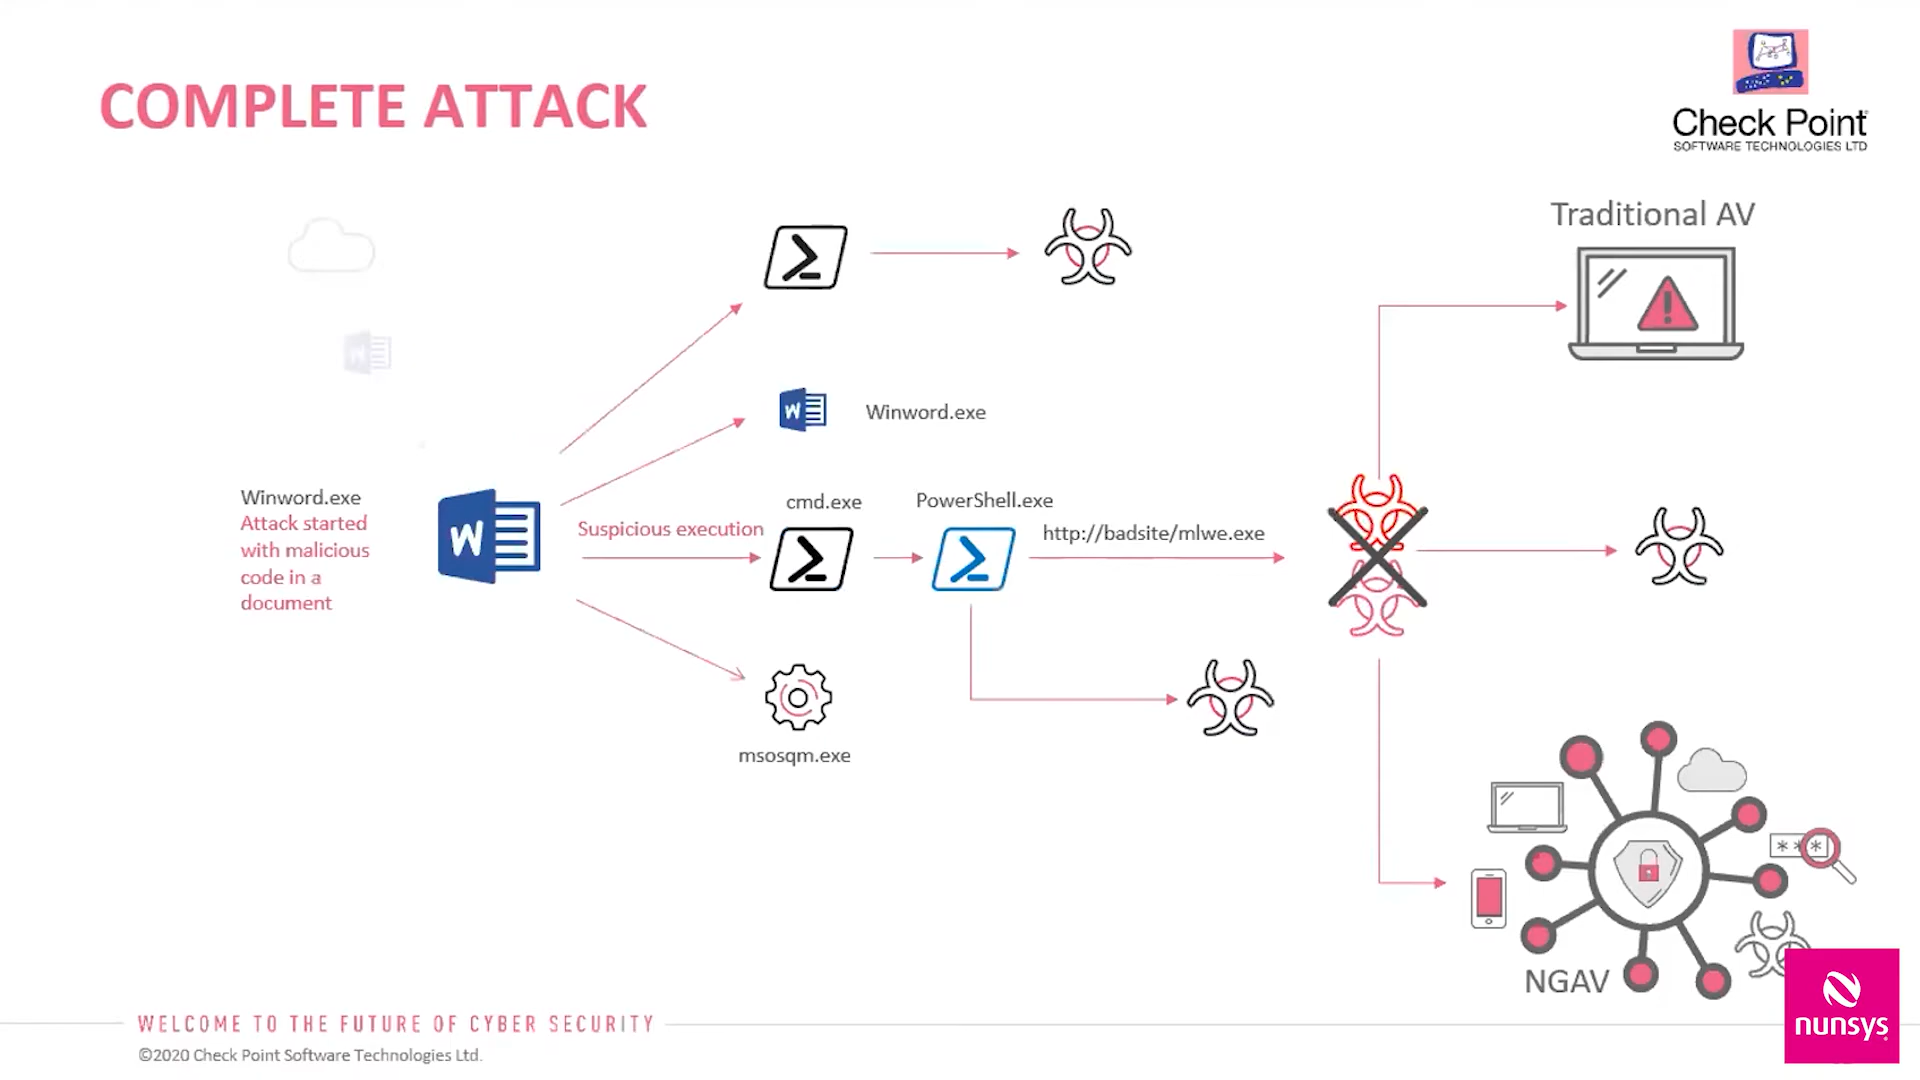 COMPLETE ATTACK
Check Point
SOFTWARE TECHNOLOGIES LTD
Traditional AV
W
W
Winword.exe
Winword.exe
Attack started
with malicious
code in a
document
W
Suspicious execution
cmd.exe
PowerShell.exe
http://badsite/mlwe.exe
msosqm.exe
***
NGAV
nunsys
WELCOME TO THE FUTURE OF CYBER SECURITY
©2020 Check Point Software Technologies Ltd.